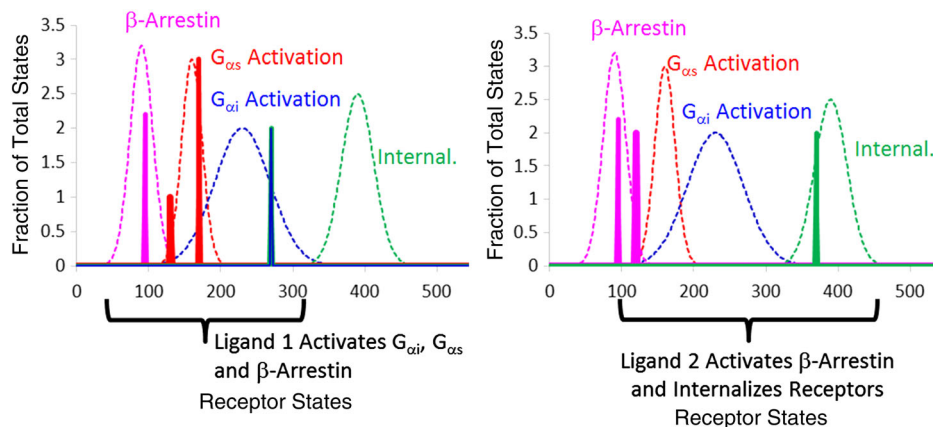 β-Arrestin
3.5
3
2.5
2
1.5
1
0.5
0
Fraction of Total States
Gαs Activation
Gαi Activation
Internal.
0 100 200 300 400 500
Ligand 1 Activates Gαi, Gαs
and β-Arrestin
Receptor States
β-Arrestin
3.5
3
2.5
2
1.5
1
0.5
0
Fraction of Total States
Gαs Activation
Gαi Activation
Internal.
0 100 200 300 400 500
Ligand 2 Activates β-Arrestin
and Internalizes Receptors
Receptor States